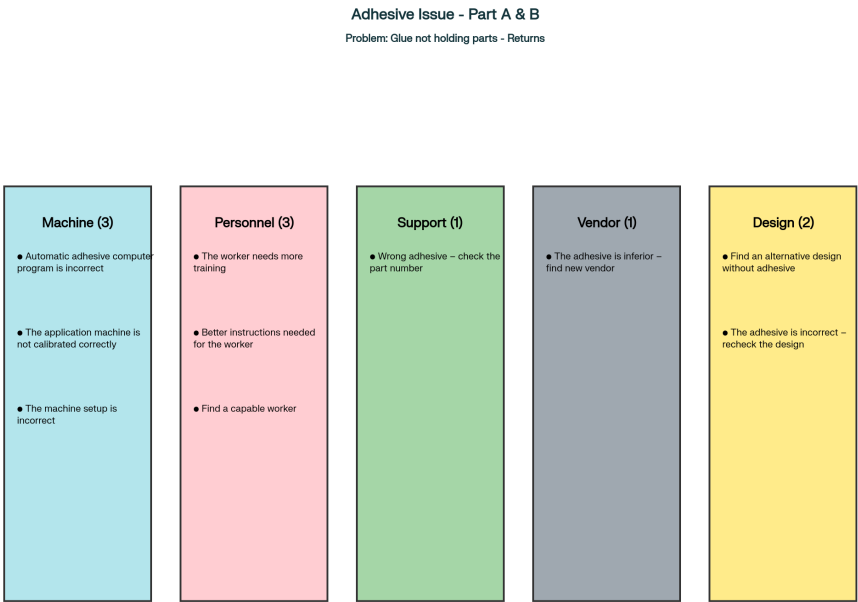 Adhesive Issue - Part A & B
Problem: Glue not holding parts - Returns
Machine (3)
● Automatic adhesive computer
program is incorrect
● The application machine is
not calibrated correctly
● The machine setup is
incorrect
Personnel (3)
● The worker needs more
training
● Better instructions needed
for the worker
● Find a capable worker
Support (1)
● Wrong adhesive – check the
part number
Vendor (1)
● The adhesive is inferior –
find new vendor
Design (2)
● Find an alternative design
without adhesive
● The adhesive is incorrect –
recheck the design